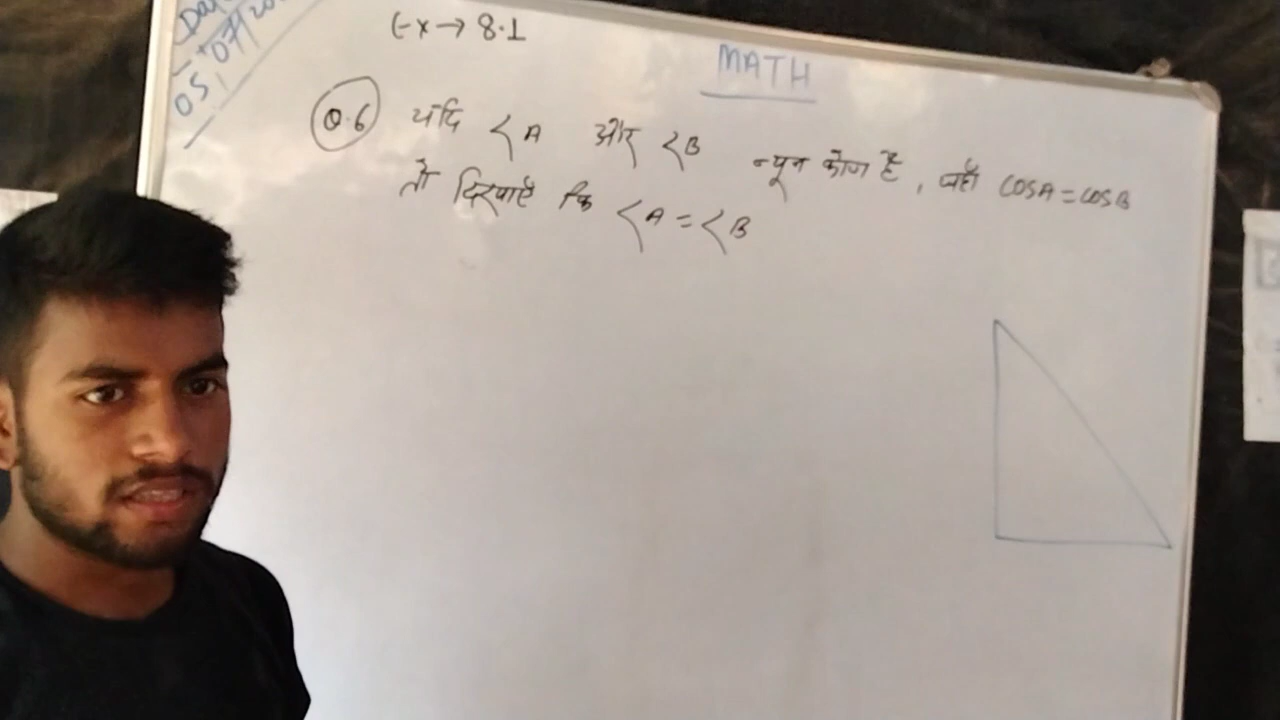 Ex → 8.1
MATH
Q.6 यदि <A और <B न्यून कोण हैं, जहाँ COSA = COSB
तो दिखाएँ कि <A = <B